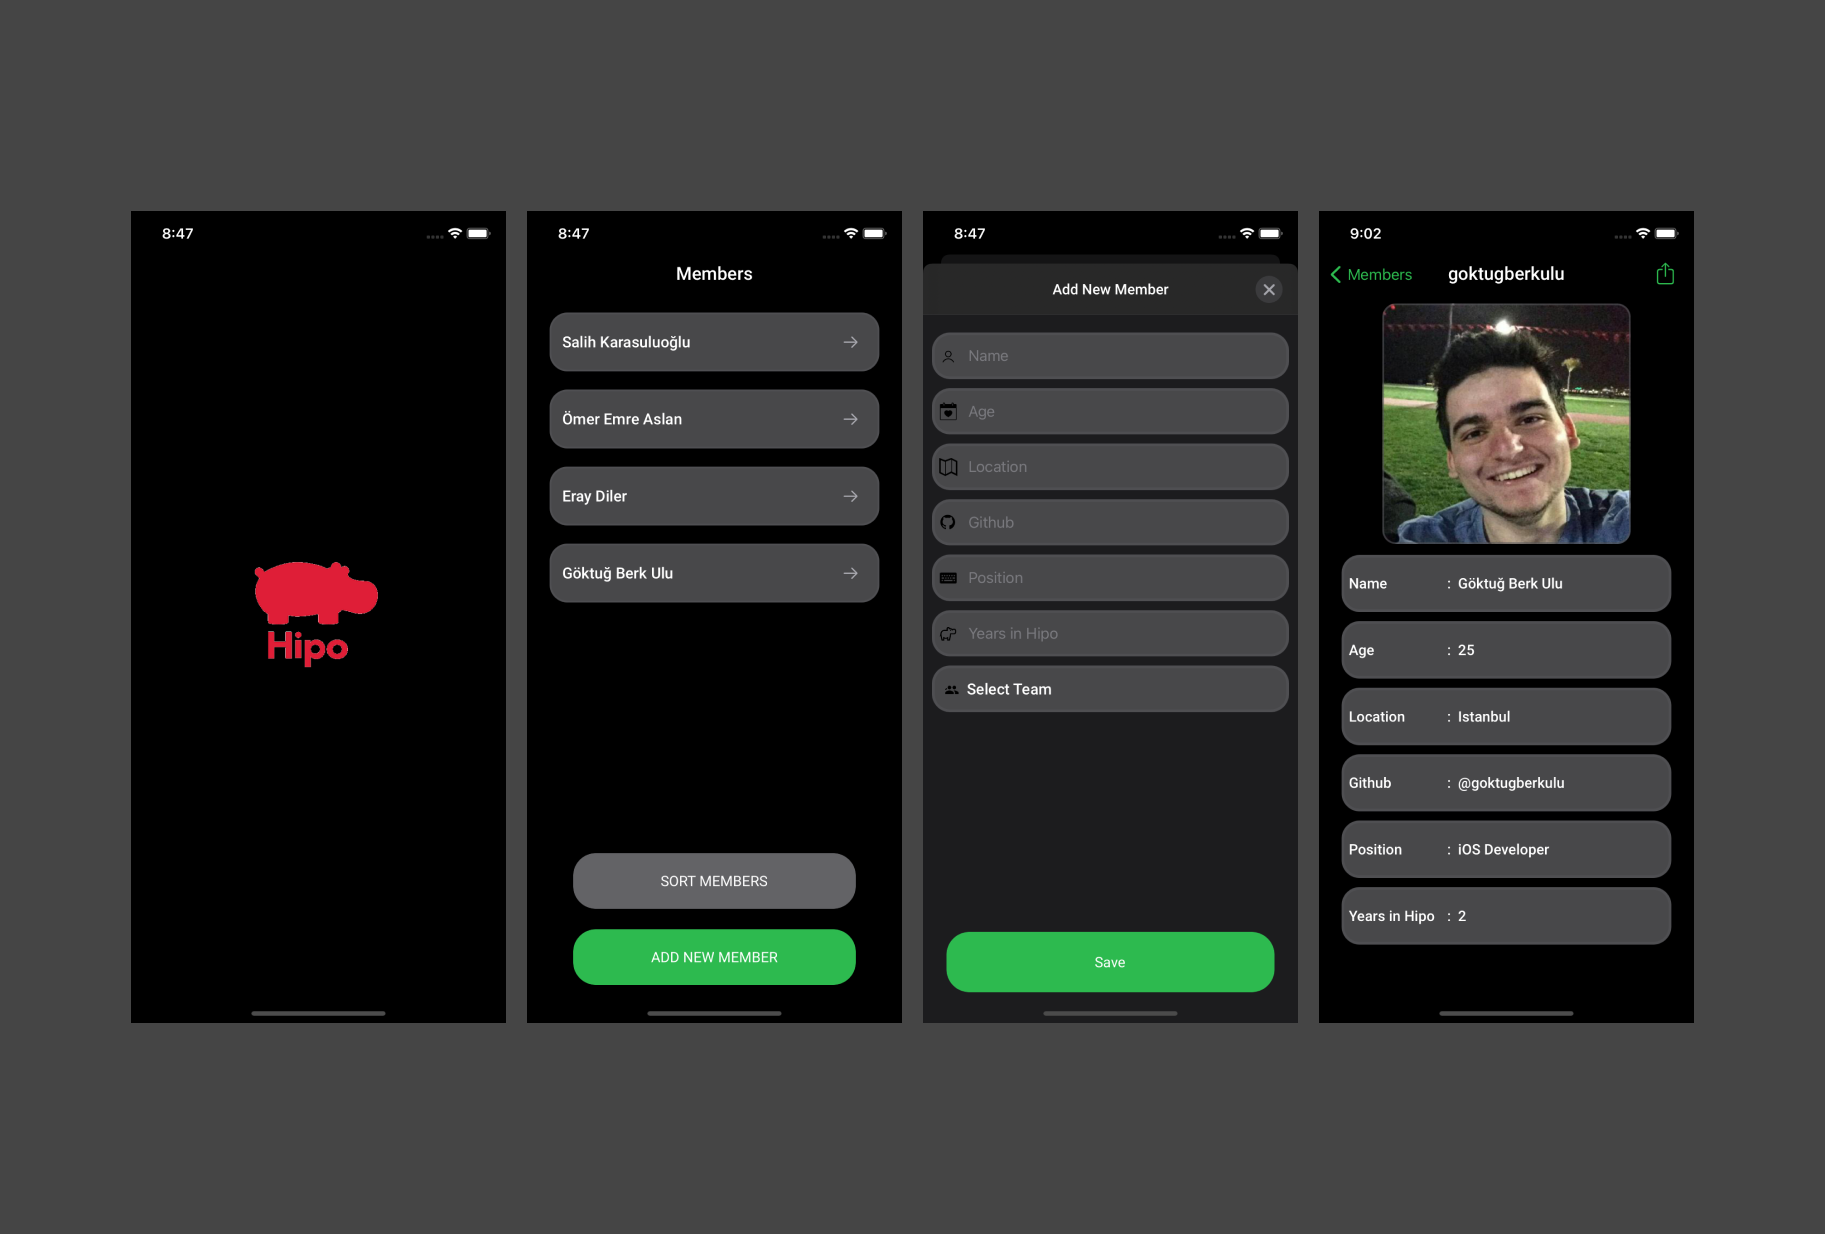 8:47
Hipo
8:47
Members
Salih Karasuluoğlu
Ömer Emre Aslan
Eray Diler
Göktuğ Berk Ulu
SORT MEMBERS
ADD NEW MEMBER
8:47
Add New Member
Name
Age
Location
Github
Position
Years in Hipo
Select Team
Save
9:02
Members goktugberkulu
Name : Göktuğ Berk Ulu
Age : 25
Location : Istanbul
Github : @goktugberkulu
Position : iOS Developer
Years in Hipo : 2